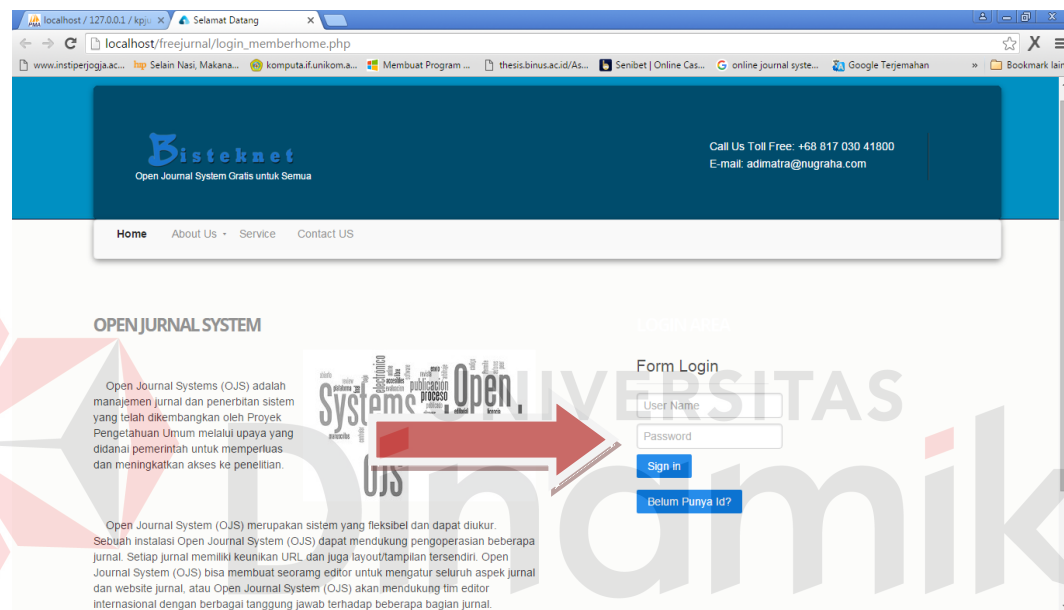 localhost / 127.0.0.1 / kpju
Selamat Datang
localhost/freejurnal/login_memberhome.php
www.instiperjogja.ac...
Selain Nasi, Makana...
komputa.if.unikom.a...
Membuat Program ...
thesis.binus.ac.id/As...
Senibet | Online Cas...
online journal syste...
Google Terjemahan
»
Bookmark lain
Bisteknet
Open Journal System Gratis untuk Semua
Call Us Toll Free: +68 817 030 41800
E-mail: adimatra@nugraha.com
Home About Us Service Contact US
OPEN JURNAL SYSTEM
Open Journal Systems (OJS) adalah
manajemen jurnal dan penerbitan sistem
yang telah dikembangkan oleh Proyek
Pengetahuan Umum melalui upaya yang
didanai pemerintah untuk memperluas
dan meningkatkan akses ke penelitian.
electrónico
publicación
proceso
Open
Systems
OJS
LOGIN AREA
Form Login
User Name
Password
Sign in
Belum Punya Id?
Open Journal System (OJS) merupakan sistem yang fleksibel dan dapat diukur.
Sebuah instalasi Open Journal System (OJS) dapat mendukung pengoperasian beberapa
jurnal. Setiap jurnal memiliki keunikan URL dan juga layout/tampilan tersendiri. Open
Journal System (OJS) bisa membuat seoramg editor untuk mengatur seluruh aspek jurnal
dan website jurnal, atau Open Journal System (OJS) akan mendukung tim editor
internasional dengan berbagai tanggung jawab terhadap beberapa bagian jurnal.
UNIVERSITAS
Dinamik